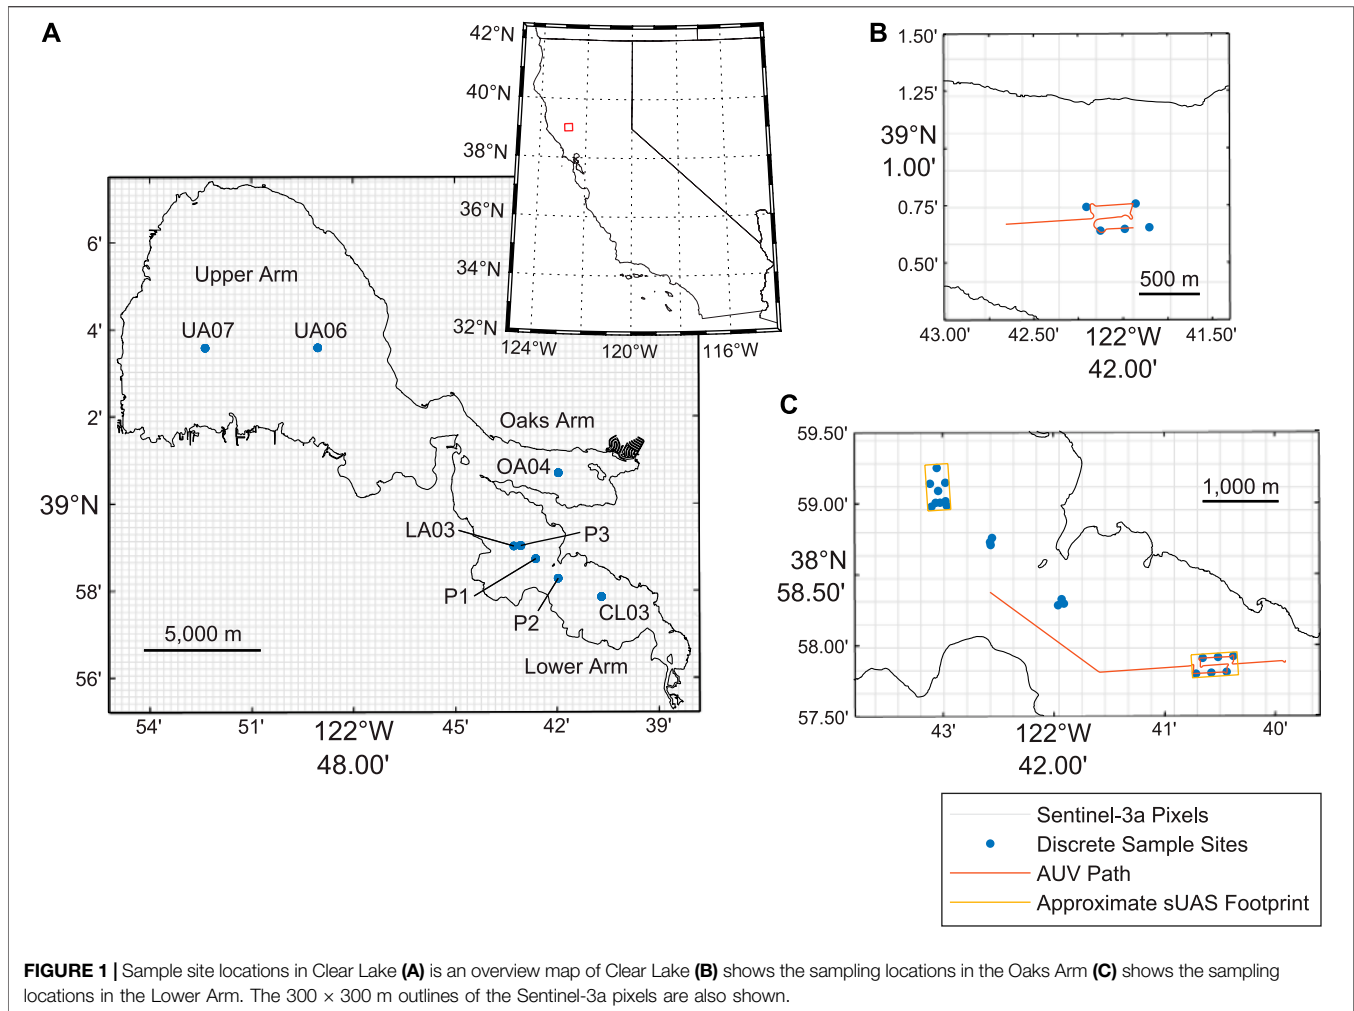 A
42°N
40°N
38°N
36°N
34°N
32°N
124°W
120°W
116°W
6'
4'
2'
39°N
58'
56'
54'
51'
122°W
48.00'
45'
42'
39'
Upper Arm
UA07
UA06
Oaks Arm
OA04
LA03
P3
P1
P2
CL03
Lower Arm
5,000 m
B
1.50'
1.25'
39°N
1.00'
0.75'
0.50'
43.00'
42.50'
122°W
42.00'
41.50'
500 m
C
59.50'
59.00'
38°N
58.50'
58.00'
57.50'
43'
122°W
42.00'
41'
40'
1,000 m
Sentinel-3a Pixels
Discrete Sample Sites
AUV Path
Approximate sUAS Footprint
FIGURE 1 | Sample site locations in Clear Lake (A) is an overview map of Clear Lake (B) shows the sampling locations in the Oaks Arm (C) shows the sampling
locations in the Lower Arm. The 300 × 300 m outlines of the Sentinel-3a pixels are also shown.